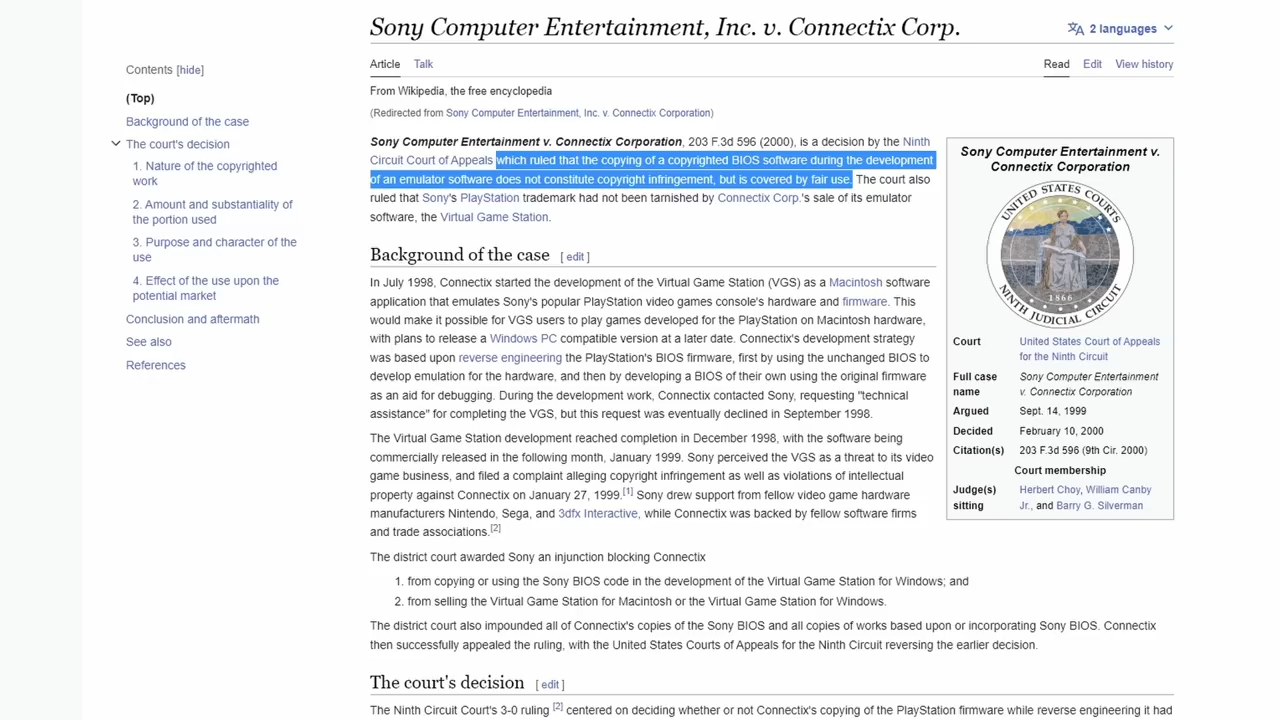 Sony Computer Entertainment, Inc. v. Connectix Corp.
2 languages
Article Talk
Read Edit View history
From Wikipedia, the free encyclopedia
(Redirected from Sony Computer Entertainment, Inc. v. Connectix Corporation)
Contents [hide]
(Top)
Background of the case
The court's decision
1. Nature of the copyrighted
work
2. Amount and substantiality of
the portion used
3. Purpose and character of the
use
4. Effect of the use upon the
potential market
Conclusion and aftermath
See also
References
Sony Computer Entertainment v. Connectix Corporation, 203 F.3d 596 (2000), is a decision by the Ninth
Circuit Court of Appeals which ruled that the copying of a copyrighted BIOS software during the development
of an emulator software does not constitute copyright infringement, but is covered by fair use. The court also
ruled that Sony's PlayStation trademark had not been tarnished by Connectix Corp.'s sale of its emulator
software, the Virtual Game Station.
Background of the case [ edit ]
In July 1998, Connectix started the development of the Virtual Game Station (VGS) as a Macintosh software
application that emulates Sony's popular PlayStation video games console's hardware and firmware. This
would make it possible for VGS users to play games developed for the PlayStation on Macintosh hardware,
with plans to release a Windows PC compatible version at a later date. Connectix's development strategy
was based upon reverse engineering the PlayStation's BIOS firmware, first by using the unchanged BIOS to
develop emulation for the hardware, and then by developing a BIOS of their own using the original firmware
as an aid for debugging. During the development work, Connectix contacted Sony, requesting "technical
assistance" for completing the VGS, but this request was eventually declined in September 1998.
The Virtual Game Station development reached completion in December 1998, with the software being
commercially released in the following month, January 1999. Sony perceived the VGS as a threat to its video
game business, and filed a complaint alleging copyright infringement as well as violations of intellectual
property against Connectix on January 27, 1999.[1] Sony drew support from fellow video game hardware
manufacturers Nintendo, Sega, and 3dfx Interactive, while Connectix was backed by fellow software firms
and trade associations.[2]
The district court awarded Sony an injunction blocking Connectix
1. from copying or using the Sony BIOS code in the development of the Virtual Game Station for Windows; and
2. from selling the Virtual Game Station for Macintosh or the Virtual Game Station for Windows.
The district court also impounded all of Connectix's copies of the Sony BIOS and all copies of works based upon or incorporating Sony BIOS. Connectix
then successfully appealed the ruling, with the United States Courts of Appeals for the Ninth Circuit reversing the earlier decision.
The court's decision [ edit ]
The Ninth Circuit Court's 3-0 ruling [2] centered on deciding whether or not Connectix's copying of the PlayStation firmware while reverse engineering it had
Sony Computer Entertainment v.
Connectix Corporation
UNITED STATES COURTS
1866
NINTH JUDICIAL CIRCUIT
Court United States Court of Appeals
for the Ninth Circuit
Full case Sony Computer Entertainment
name v. Connectix Corporation
Argued Sept. 14, 1999
Decided February 10, 2000
Citation(s) 203 F.3d 596 (9th Cir. 2000)
Court membership
Judge(s) Herbert Choy, William Canby
sitting Jr., and Barry G. Silverman